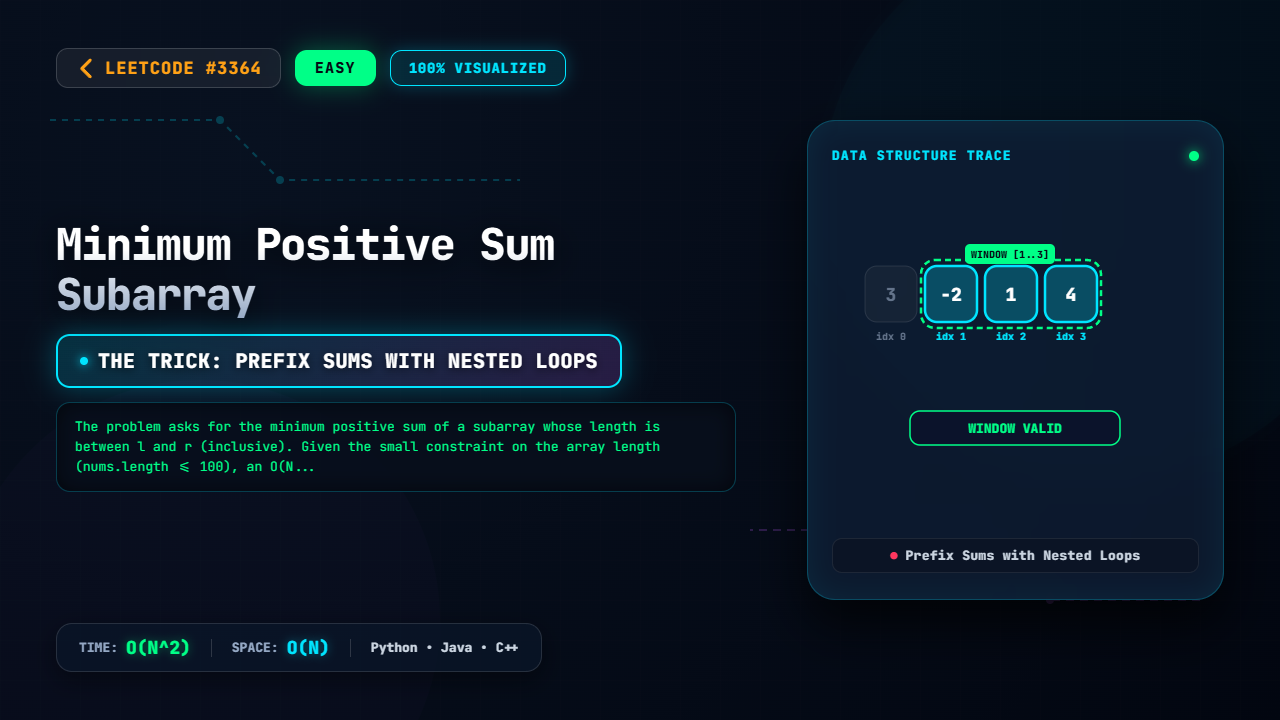 LEETCODE #3364
EASY
100% VISUALIZED
Minimum Positive Sum
Subarray
THE TRICK: PREFIX SUMS WITH NESTED LOOPS
The problem asks for the minimum positive sum of a subarray whose length is
between l and r (inclusive). Given the small constraint on the array length
(nums.length ⩽ 100), an O(N...
TIME: O(N^2)
SPACE: O(N)
Python • Java • C++
DATA STRUCTURE TRACE
WINDOW [1..3]
3 -2 1 4
idx 0 idx 1 idx 2 idx 3
WINDOW VALID
Prefix Sums with Nested Loops